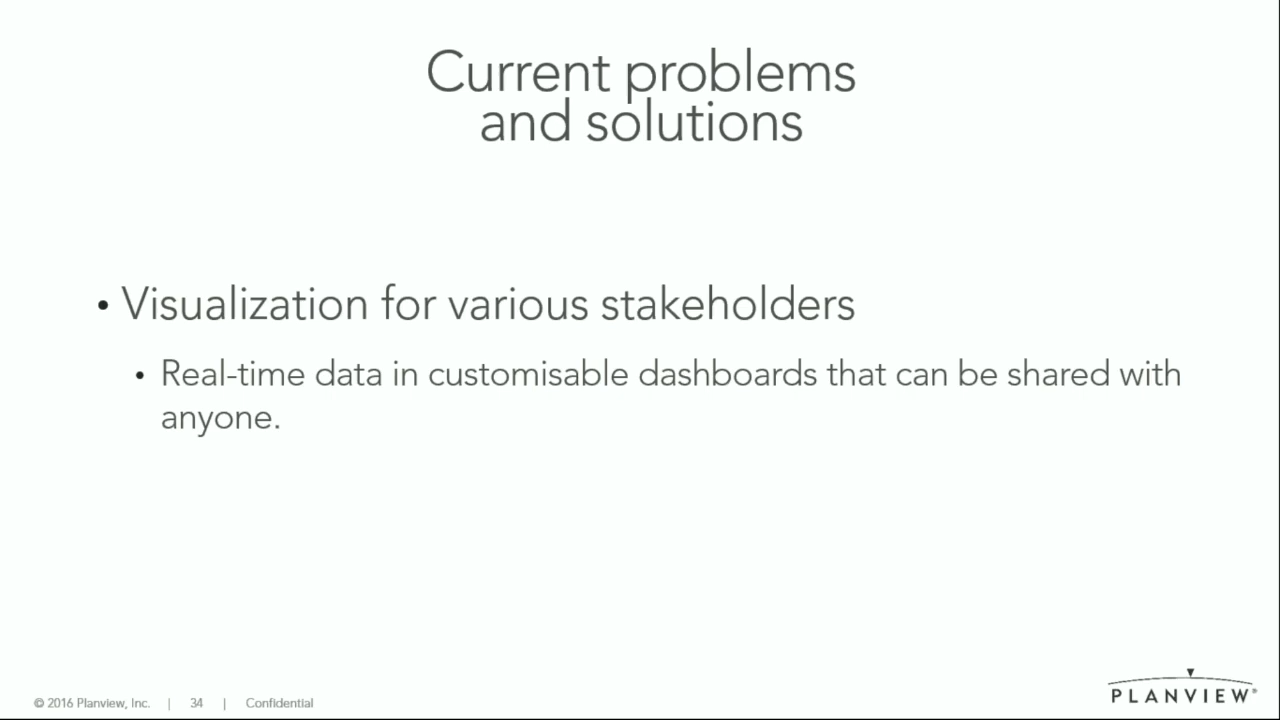 Current problems
and solutions
• Visualization for various stakeholders
• Real-time data in customisable dashboards that can be shared with
anyone.
© 2016 Planview, Inc. | 34 | Confidential
PLANVIEW®